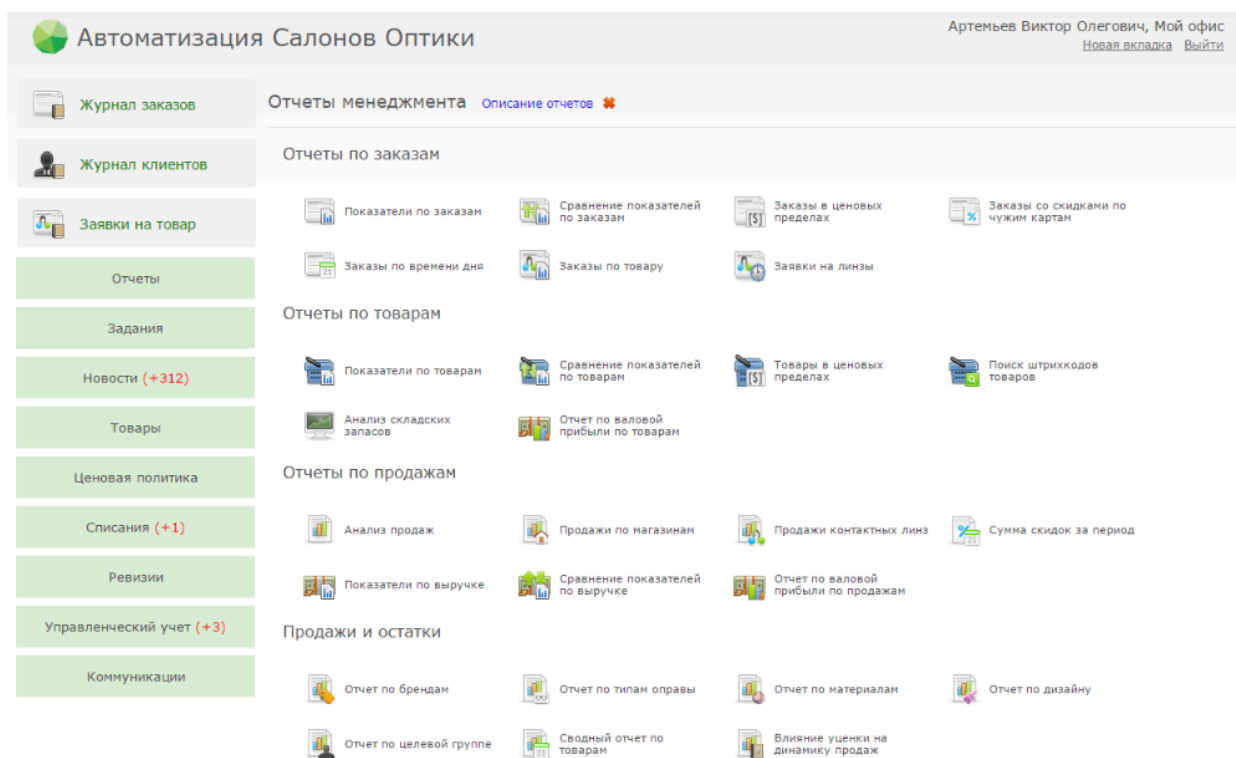 Автоматизация Салонов Оптики
Артемьев Виктор Олегович, Мой офис
Новая вкладка Выйти
Журнал заказов
Журнал клиентов
Заявки на товар
Отчеты
Задания
Новости (+312)
Товары
Ценовая политика
Списания (+1)
Ревизии
Управленческий учет (+3)
Коммуникации
Отчеты менеджмента Описание отчетов
Отчеты по заказам
Показатели по заказам
Сравнение показателей
по заказам
Заказы в ценовых
пределах
Заказы со скидками по
чужим картам
Заказы по времени дня
Заказы по товару
Заявки на линзы
Отчеты по товарам
Показатели по товарам
Сравнение показателей
по товарам
Товары в ценовых
пределах
Поиск штрихкодов
товаров
Анализ складских
запасов
Отчет по валовой
прибыли по товарам
Отчеты по продажам
Анализ продаж
Продажи по магазинам
Продажи контактных линз
Сумма скидок за период
Показатели по выручке
Сравнение показателей
по выручке
Отчет по валовой
прибыли по продажам
Продажи и остатки
Отчет по брендам
Отчет по типам оправы
Отчет по материалам
Отчет по дизайну
Отчет по целевой группе
Сводный отчет по
товарам
Влияние уценки на
динамику продаж